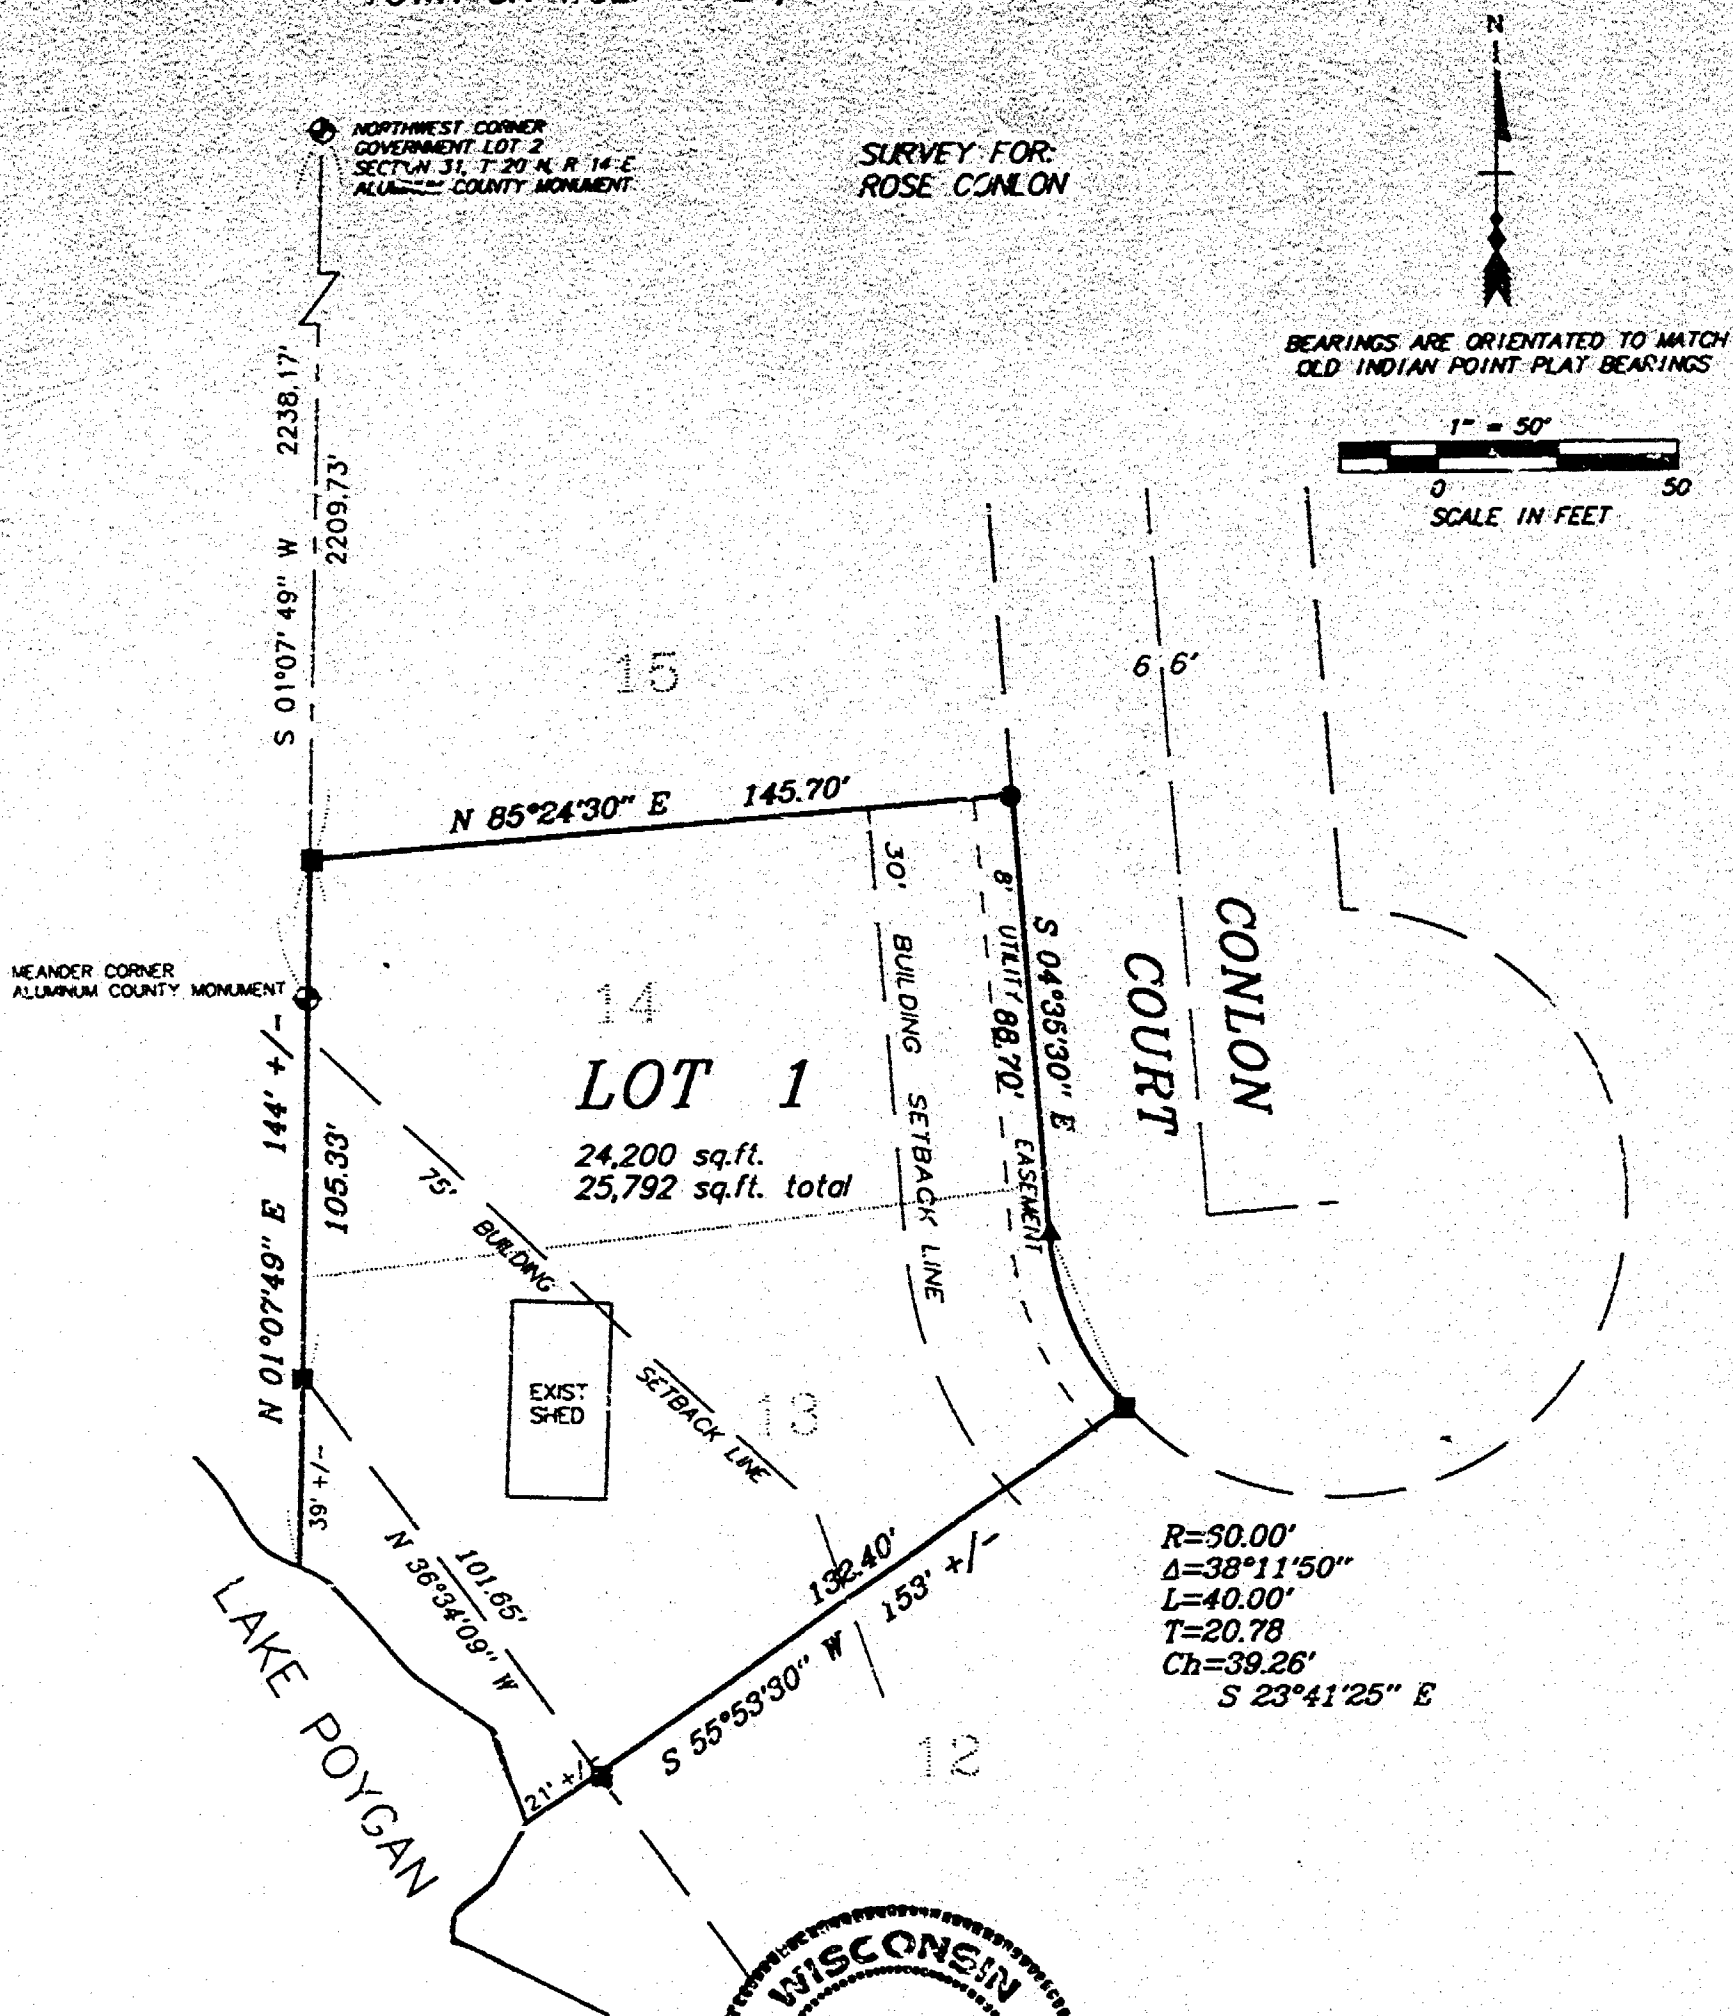 N
NORTHWEST CORNER
GOVERNMENT LOT 2
SECTION 31, T 20 N, R 14 E
ALUMINUM COUNTY MONUMENT
SURVEY FOR:
ROSE CONLON
BEARINGS ARE ORIENTATED TO MATCH
OLD INDIAN POINT PLAT BEARINGS
1" = 50'
0 50
SCALE IN FEET
S 01°07'49" W 2238.17'
2209.73'
15
6 6'
N 85°24'30" E 145.70'
30' BUILDING SETBACK LINE
8' UTILITY EASEMENT
S 04°35'30" E
88.70'
CONLON
COURT
MEANDER CORNER
ALUMINUM COUNTY MONUMENT
14
LOT 1
24,200 sq.ft.
25,792 sq.ft. total
N 01°07'49" E 144' +/-
105.33'
75' BUILDING SETBACK LINE
EXIST
SHED
13
39' +/-
101.65'
N 36°34'09" W
132.40'
S 55°53'30" W 153' +/-
21' +/-
R=60.00'
Δ=38°11'50"
L=40.00'
T=20.78
Ch=39.26'
S 23°41'25" E
12
LAKE POYGAN
WISCONSIN